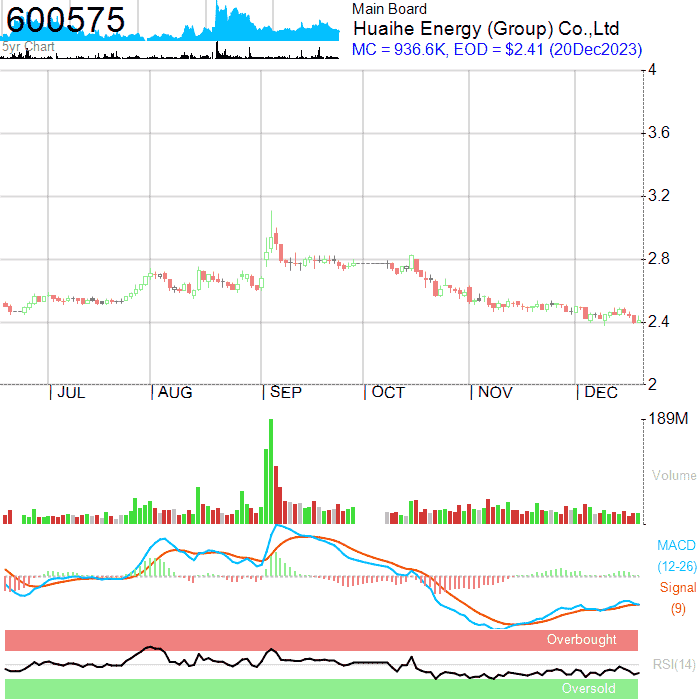 600575
5yr Chart
Main Board
Huaihe Energy (Group) Co.,Ltd
MC = 936.6K, EOD = $2.41 (20Dec2023)
4
3.6
3.2
2.8
2.4
2
JUL AUG SEP OCT NOV DEC
189M
Volume
MACD
(12-26)
Signal
(9)
Overbought
RSI(14)
Oversold